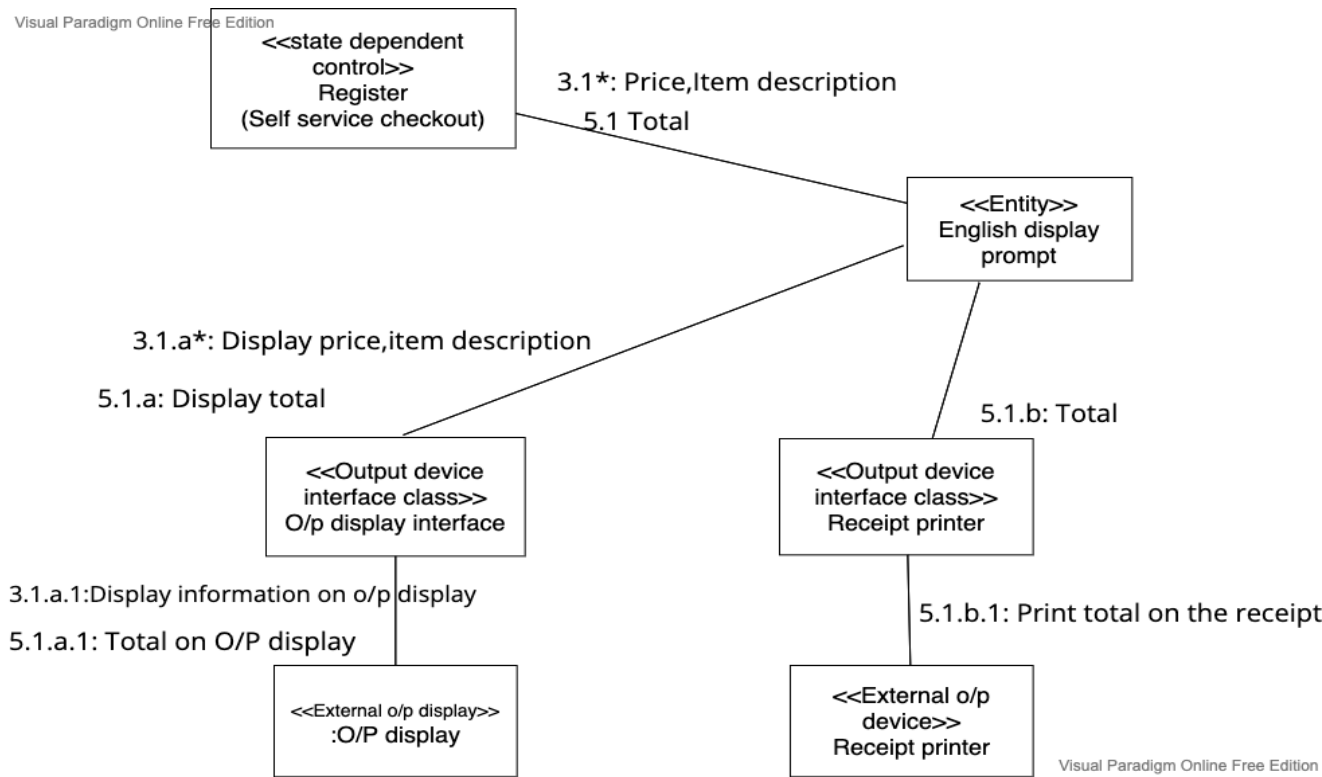 Visual Paradigm Online Free Edition
<<state dependent
control>>
Register
(Self service checkout)
3.1*: Price,Item description
5.1 Total
<<Entity>>
English display
prompt
3.1.a*: Display price,item description
5.1.a: Display total
5.1.b: Total
<<Output device
interface class>>
O/p display interface
<<Output device
interface class>>
Receipt printer
3.1.a.1:Display information on o/p display
5.1.a.1: Total on O/P display
5.1.b.1: Print total on the receipt
<<External o/p display>>
:O/P display
<<External o/p
device>>
Receipt printer
Visual Paradigm Online Free Edition